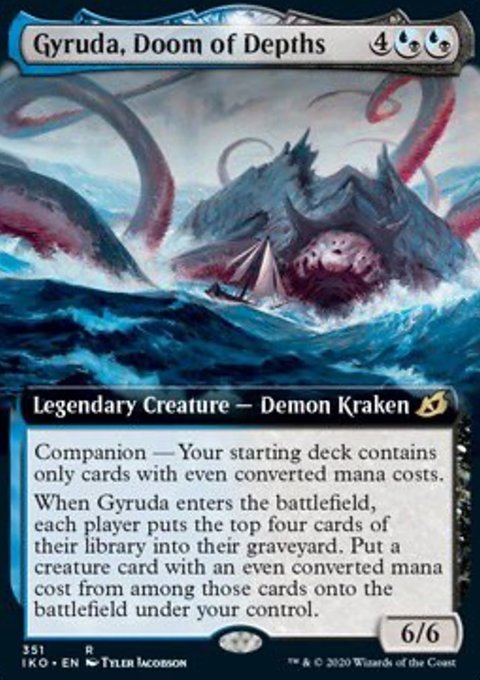 Gyruda, Doom of Depths 4
Legendary Creature — Demon Kraken
Companion — Your starting deck contains
only cards with even converted mana costs.
When Gyruda enters the battlefield,
each player puts the top four cards of
their library into their graveyard. Put a
creature card with an even converted mana
cost from among those cards onto the
battlefield under your control.
6/6
351 R
IKO • EN Tyler Jacobson
™ & © 2020 Wizards of the Coast